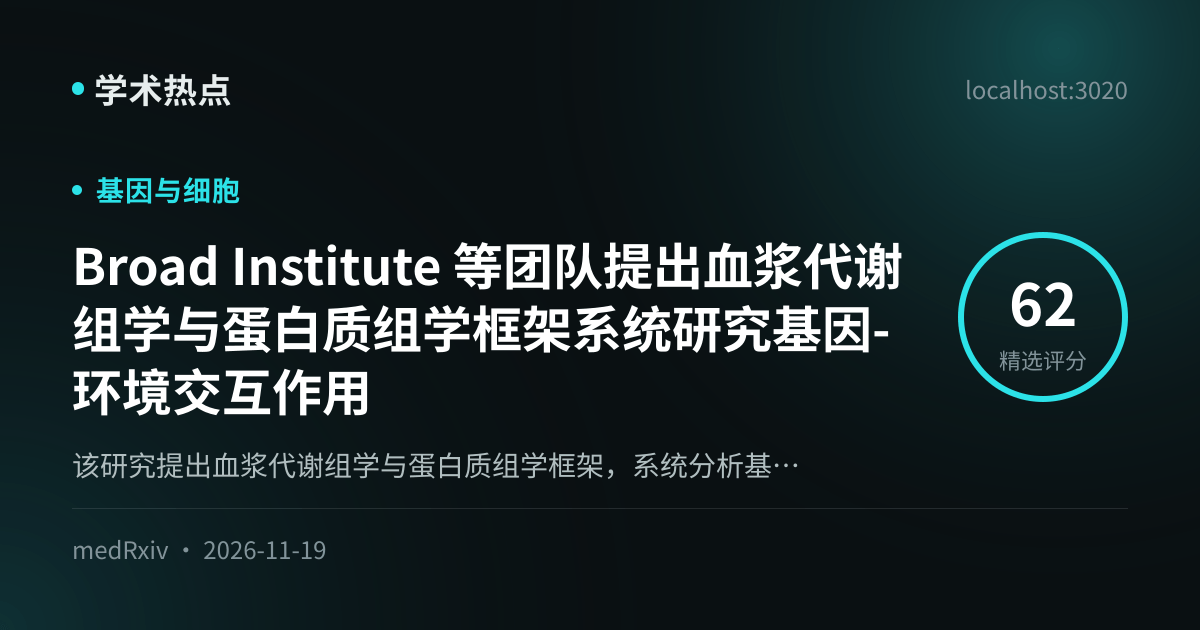 学术热点
localhost:3020
基因与细胞
Broad Institute 等团队提出血浆代谢
组学与蛋白质组学框架系统研究基因-
环境交互作用
62
精选评分
该研究提出血浆代谢组学与蛋白质组学框架，系统分析基…
medRxiv · 2026-11-19